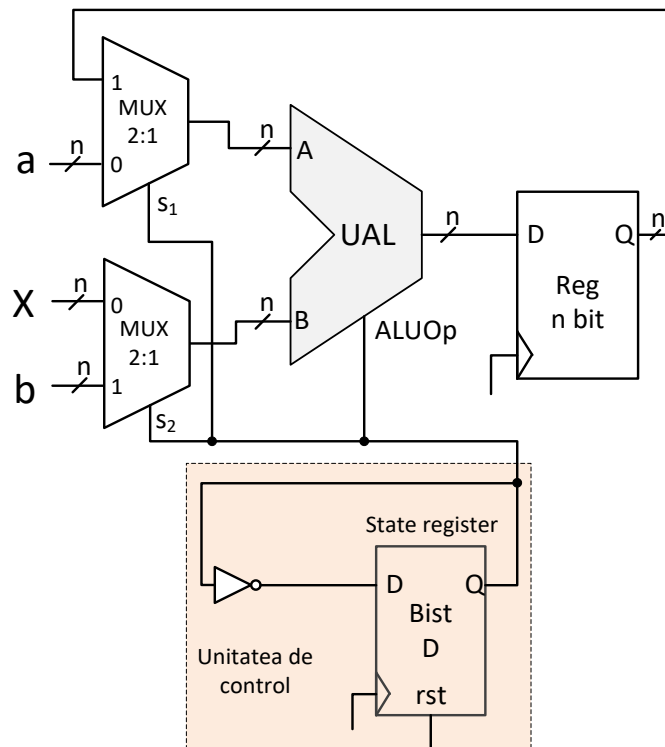 1
MUX
2:1
n
a
0
s1
n
A
UAL
n
D
Q
n
Reg
n bit
n
X
0
MUX
2:1
n
b
1
s2
n
B
ALUOp
State register
D
Q
Bist
D
rst
Unitatea de
control